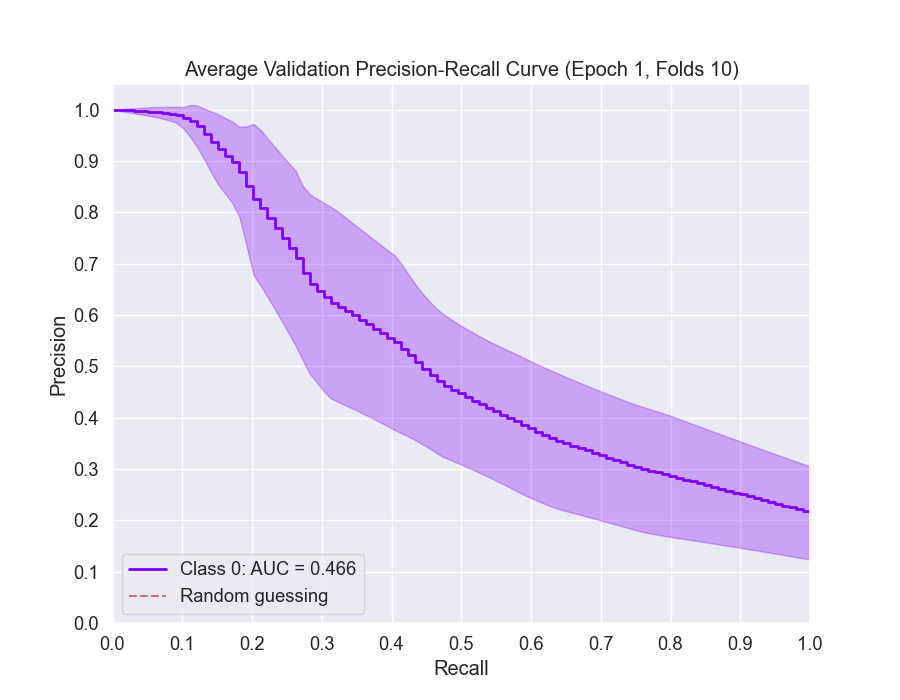 Average Validation Precision-Recall Curve (Epoch 1, Folds 10)
Precision
1.0
0.9
0.8
0.7
0.6
0.5
0.4
0.3
0.2
0.1
0.0
Class 0: AUC = 0.466
Random guessing
0.0 0.1 0.2 0.3 0.4 0.5 0.6 0.7 0.8 0.9 1.0
Recall